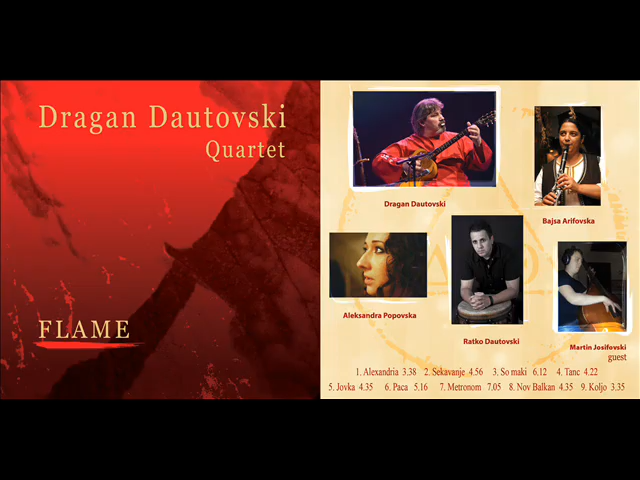 Dragan Dautovski
Quartet
FLAME
Dragan Dautovski
Bajsa Arifovska
Aleksandra Popovska
Ratko Dautovski
Martin Josifovski
guest
1. Alexandria 3.38 2. Sekavanje 4.56 3. So maki 6.12 4. Tanc 4.22
5. Jovka 4.35 6. Paca 5.16 7. Metronom 7.05 8. Nov Balkan 4.35 9. Koljo 3.35